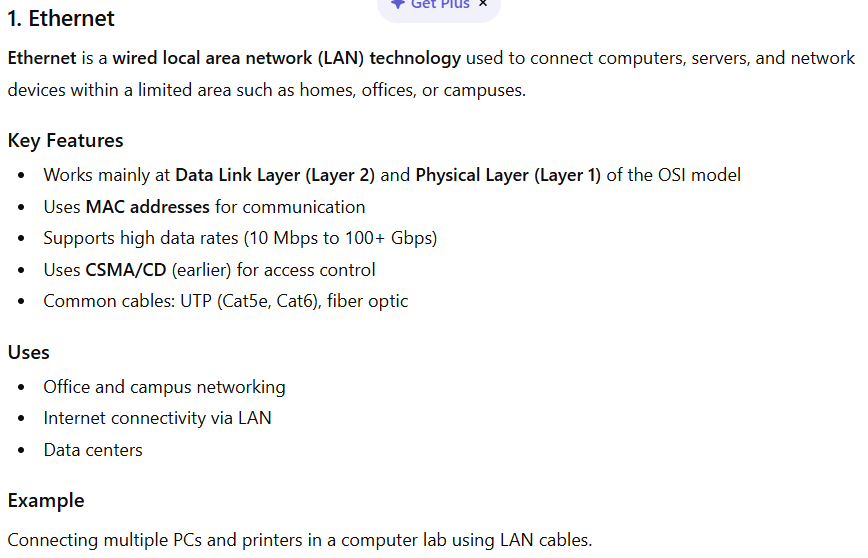 Get Plus ×
1. Ethernet
Ethernet is a wired local area network (LAN) technology used to connect computers, servers, and network
devices within a limited area such as homes, offices, or campuses.
Key Features
• Works mainly at Data Link Layer (Layer 2) and Physical Layer (Layer 1) of the OSI model
• Uses MAC addresses for communication
• Supports high data rates (10 Mbps to 100+ Gbps)
• Uses CSMA/CD (earlier) for access control
• Common cables: UTP (Cat5e, Cat6), fiber optic
Uses
• Office and campus networking
• Internet connectivity via LAN
• Data centers
Example
Connecting multiple PCs and printers in a computer lab using LAN cables.